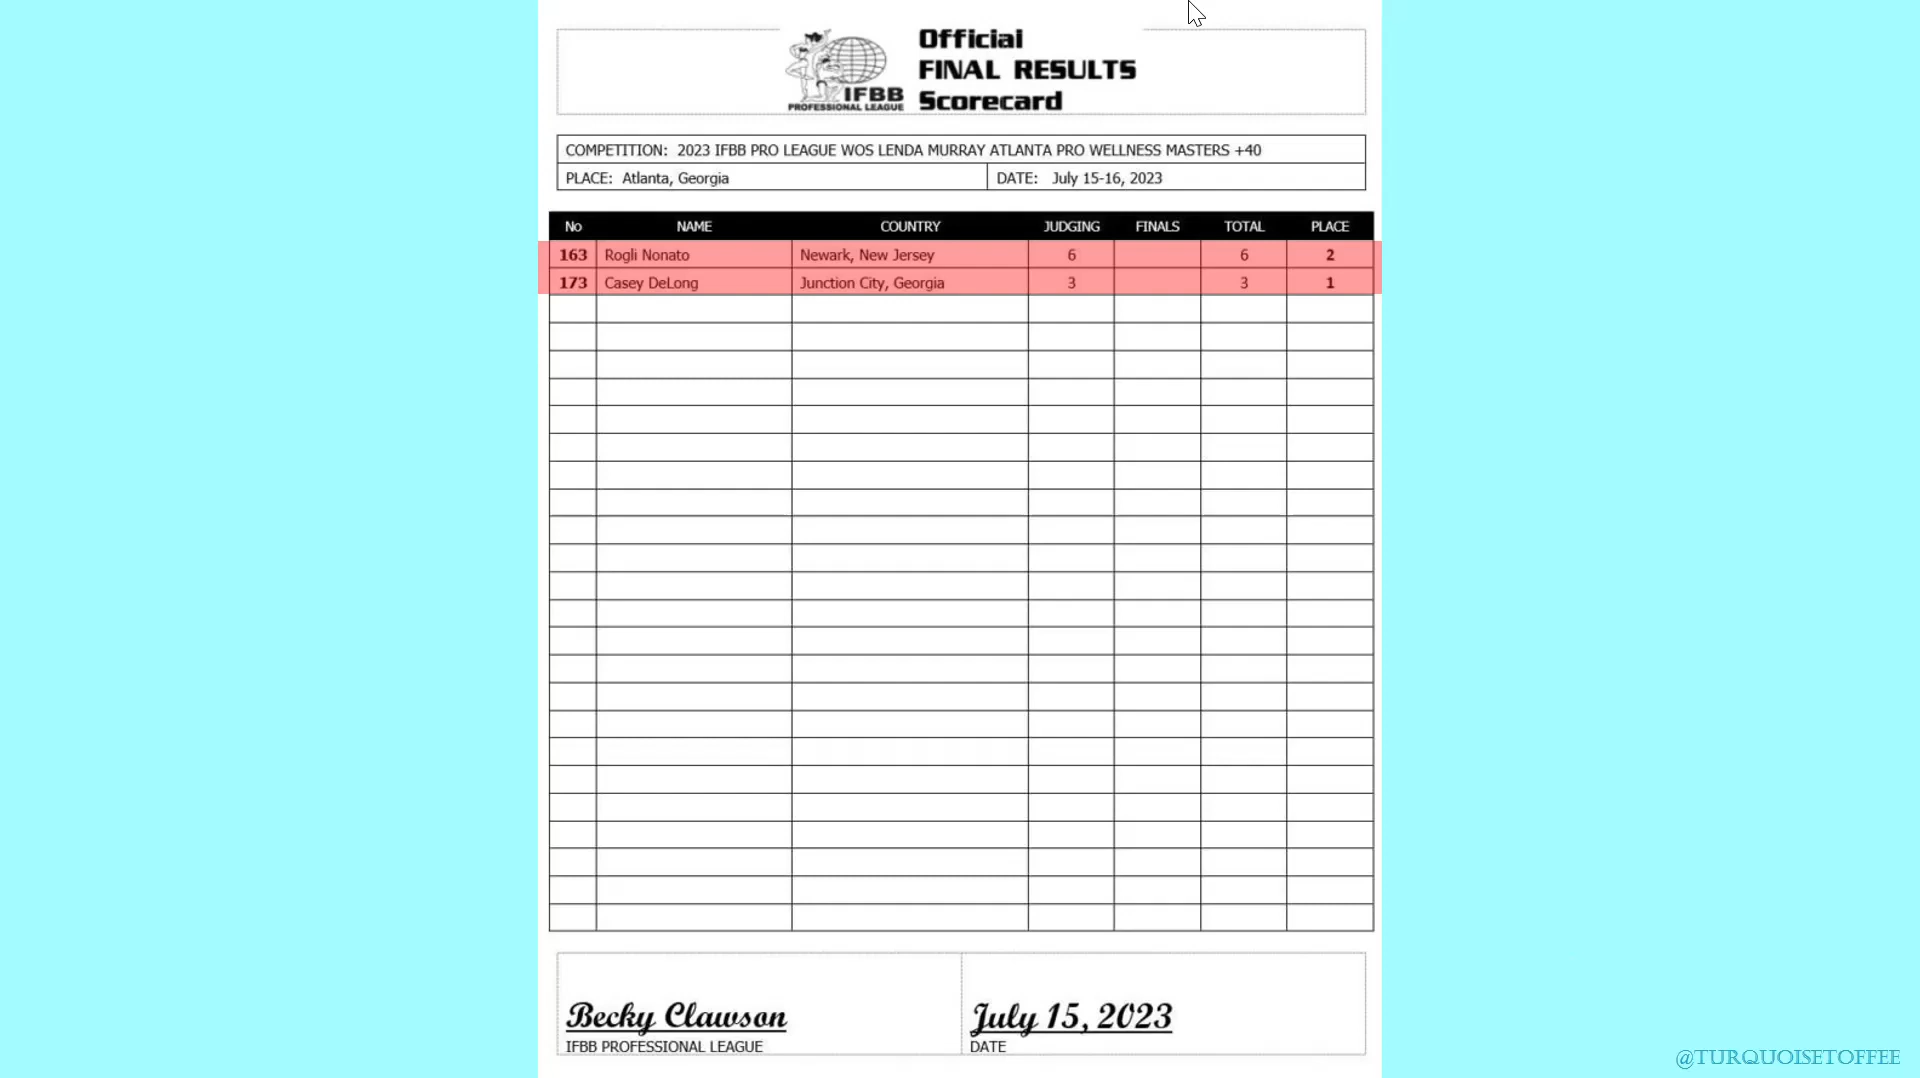 Official
FINAL RESULTS
Scorecard
IFBB
PROFESSIONAL LEAGUE
COMPETITION: 2023 IFBB PRO LEAGUE WOS LENDA MURRAY ATLANTA PRO WELLNESS MASTERS +40
PLACE: Atlanta, Georgia DATE: July 15-16, 2023
No NAME COUNTRY JUDGING FINALS TOTAL PLACE
163 Rogli Nonato Newark, New Jersey 6 6 2
173 Casey DeLong Junction City, Georgia 3 3 1
Becky Clawson July 15, 2023
IFBB PROFESSIONAL LEAGUE DATE
@TURQUOISETOFFEE